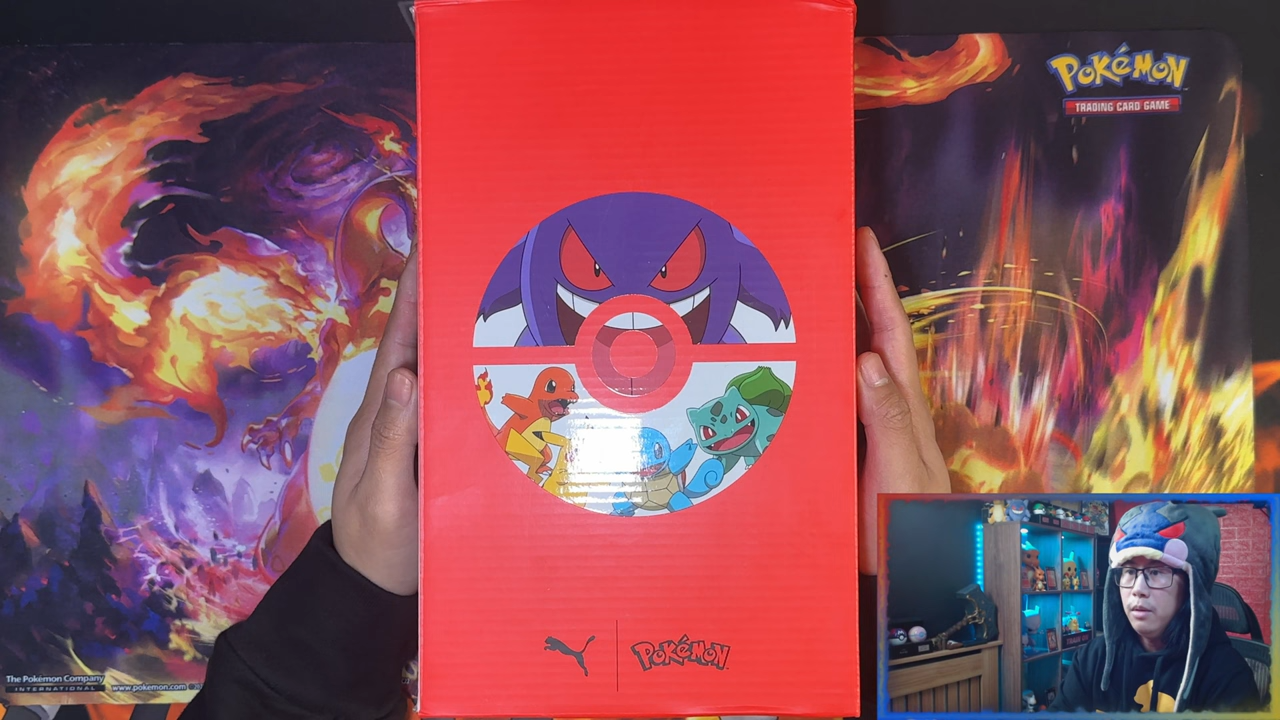 POKéMON
TRADING CARD GAME
POKéMON
The Pokémon Company
INTERNATIONAL
www.pokemon.com